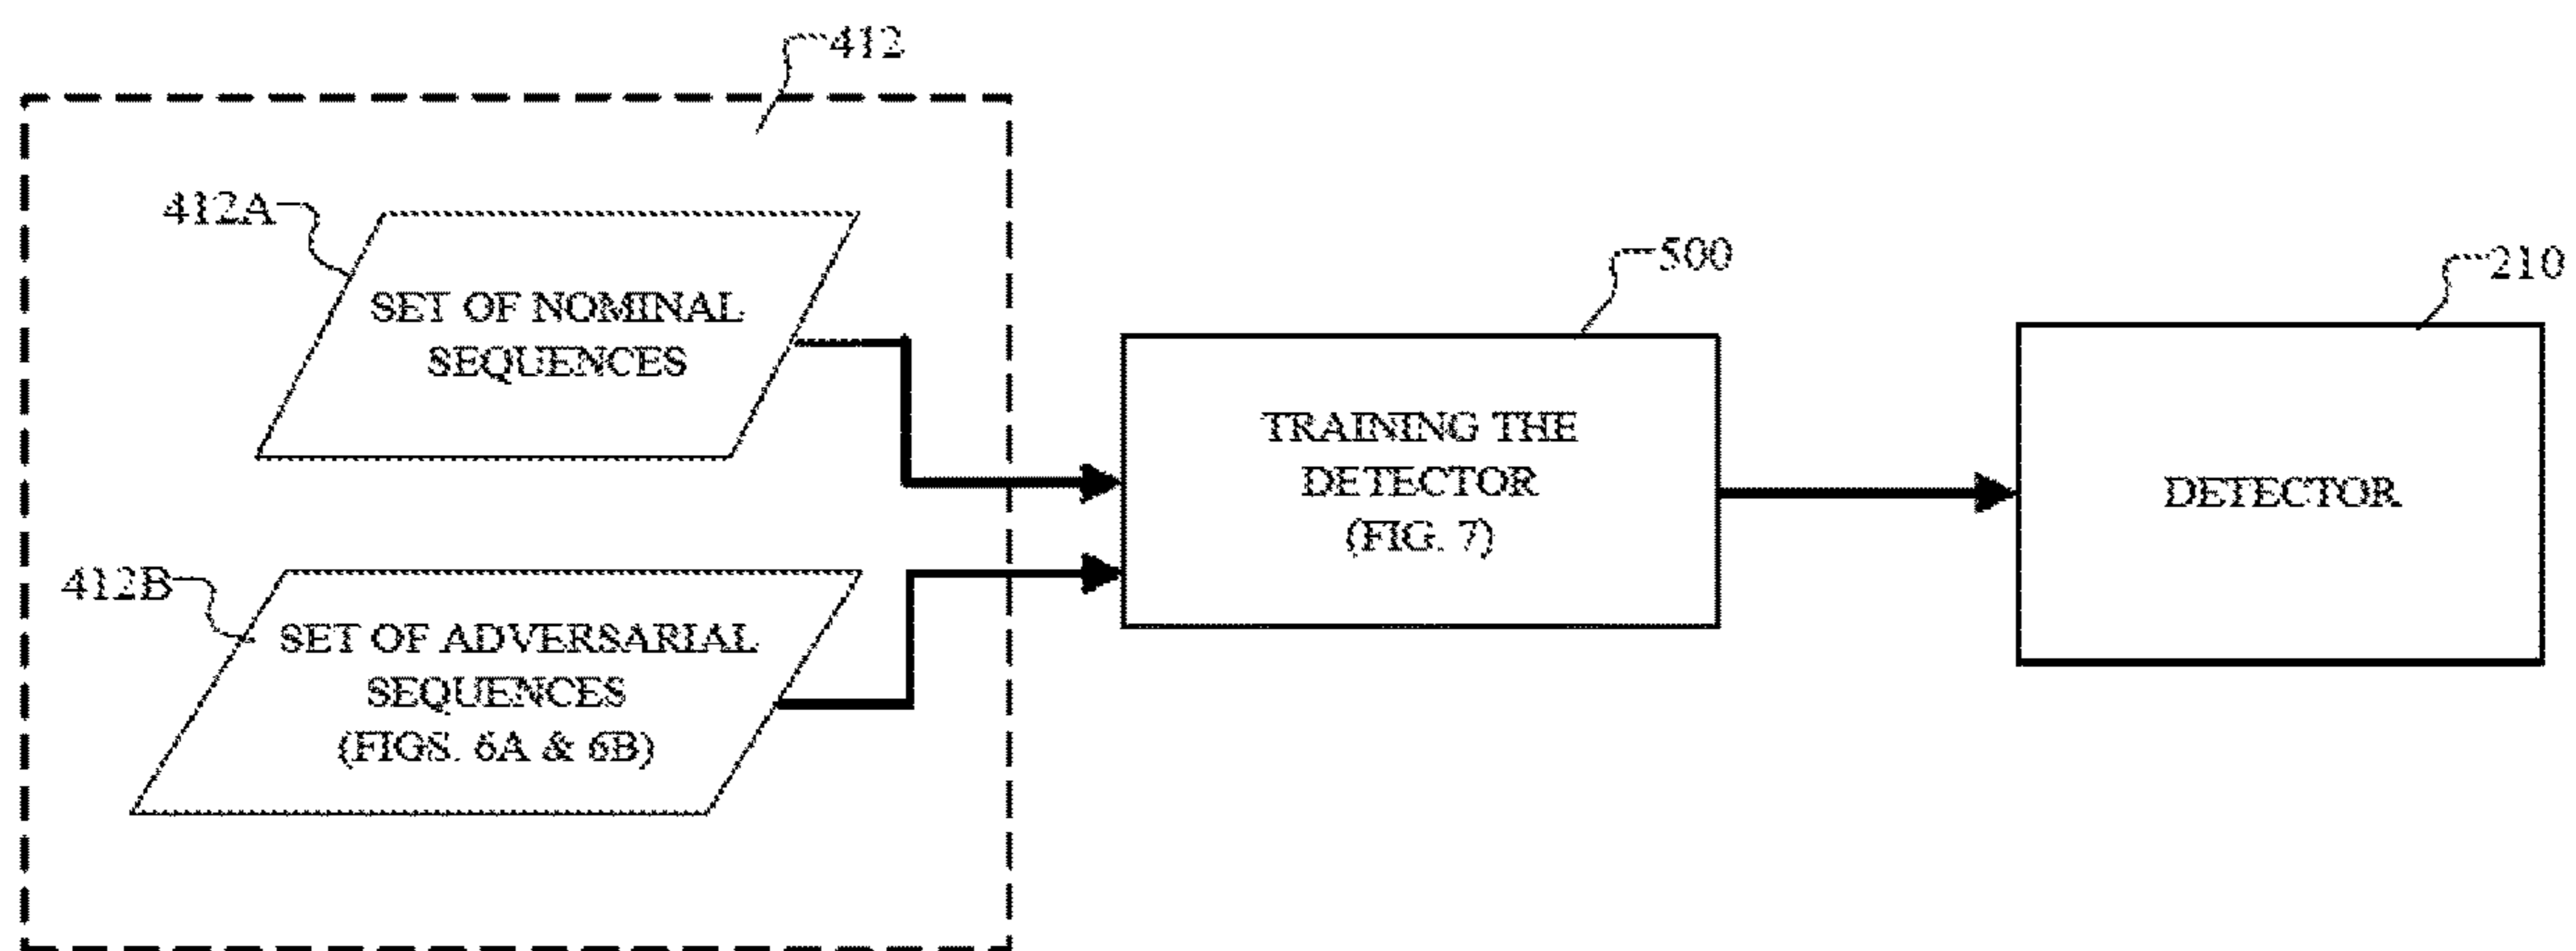 412
412A
SET OF NOMINAL
SEQUENCES
412B
SET OF ADVERSARIAL
SEQUENCES
(FIGS. 6A & 6B)
500
TRAINING THE
DETECTOR
(FIG. 7)
210
DETECTOR